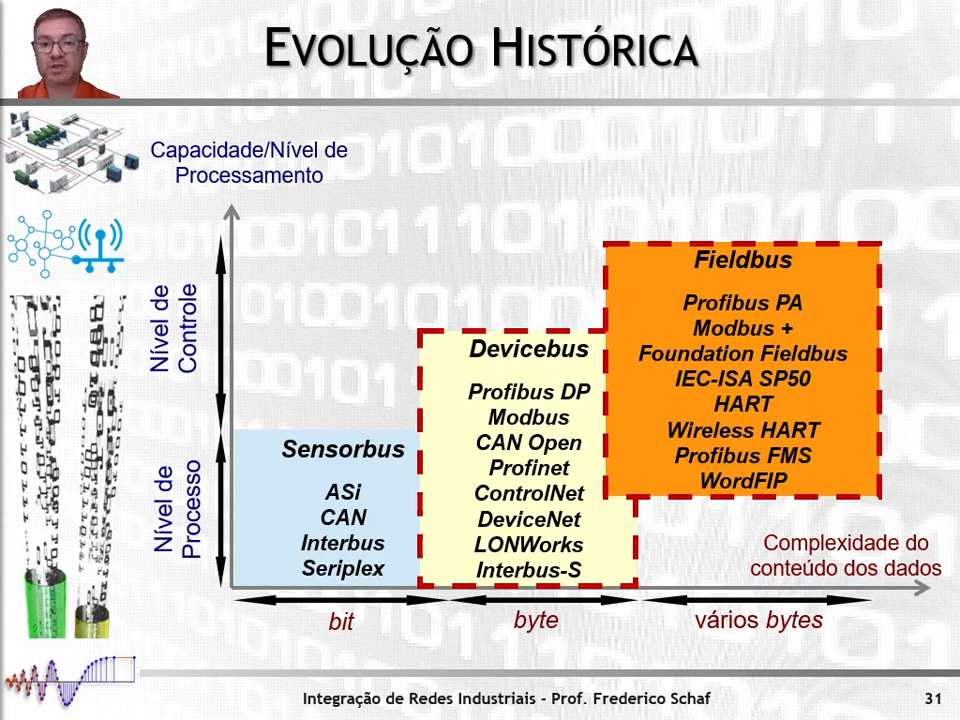 EVOLUÇÃO HISTÓRICA
Capacidade/Nível de
Processamento
Nível de
Controle
Nível de
Processo
Sensorbus
ASi
CAN
Interbus
Seriplex
Devicebus
Profibus DP
Modbus
CAN Open
Profinet
ControlNet
DeviceNet
LONWorks
Interbus-S
Fieldbus
Profibus PA
Modbus +
Foundation Fieldbus
IEC-ISA SP50
HART
Wireless HART
Profibus FMS
WordFIP
Complexidade do
conteúdo dos dados
bit
byte
vários bytes
Integração de Redes Industriais - Prof. Frederico Schaf
31